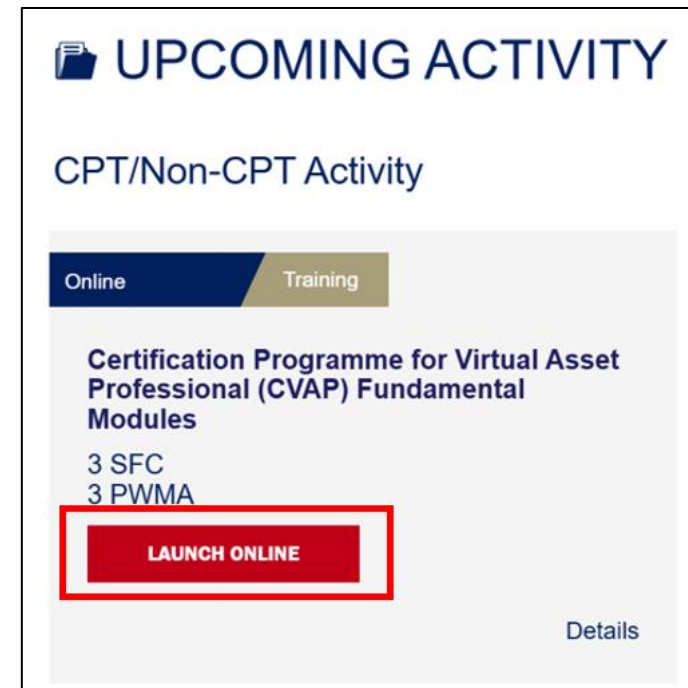 UPCOMING ACTIVITY
CPT/Non-CPT Activity
Online
Training
Certification Programme for Virtual Asset
Professional (CVAP) Fundamental
Modules
3 SFC
3 PWMA
LAUNCH ONLINE
Details